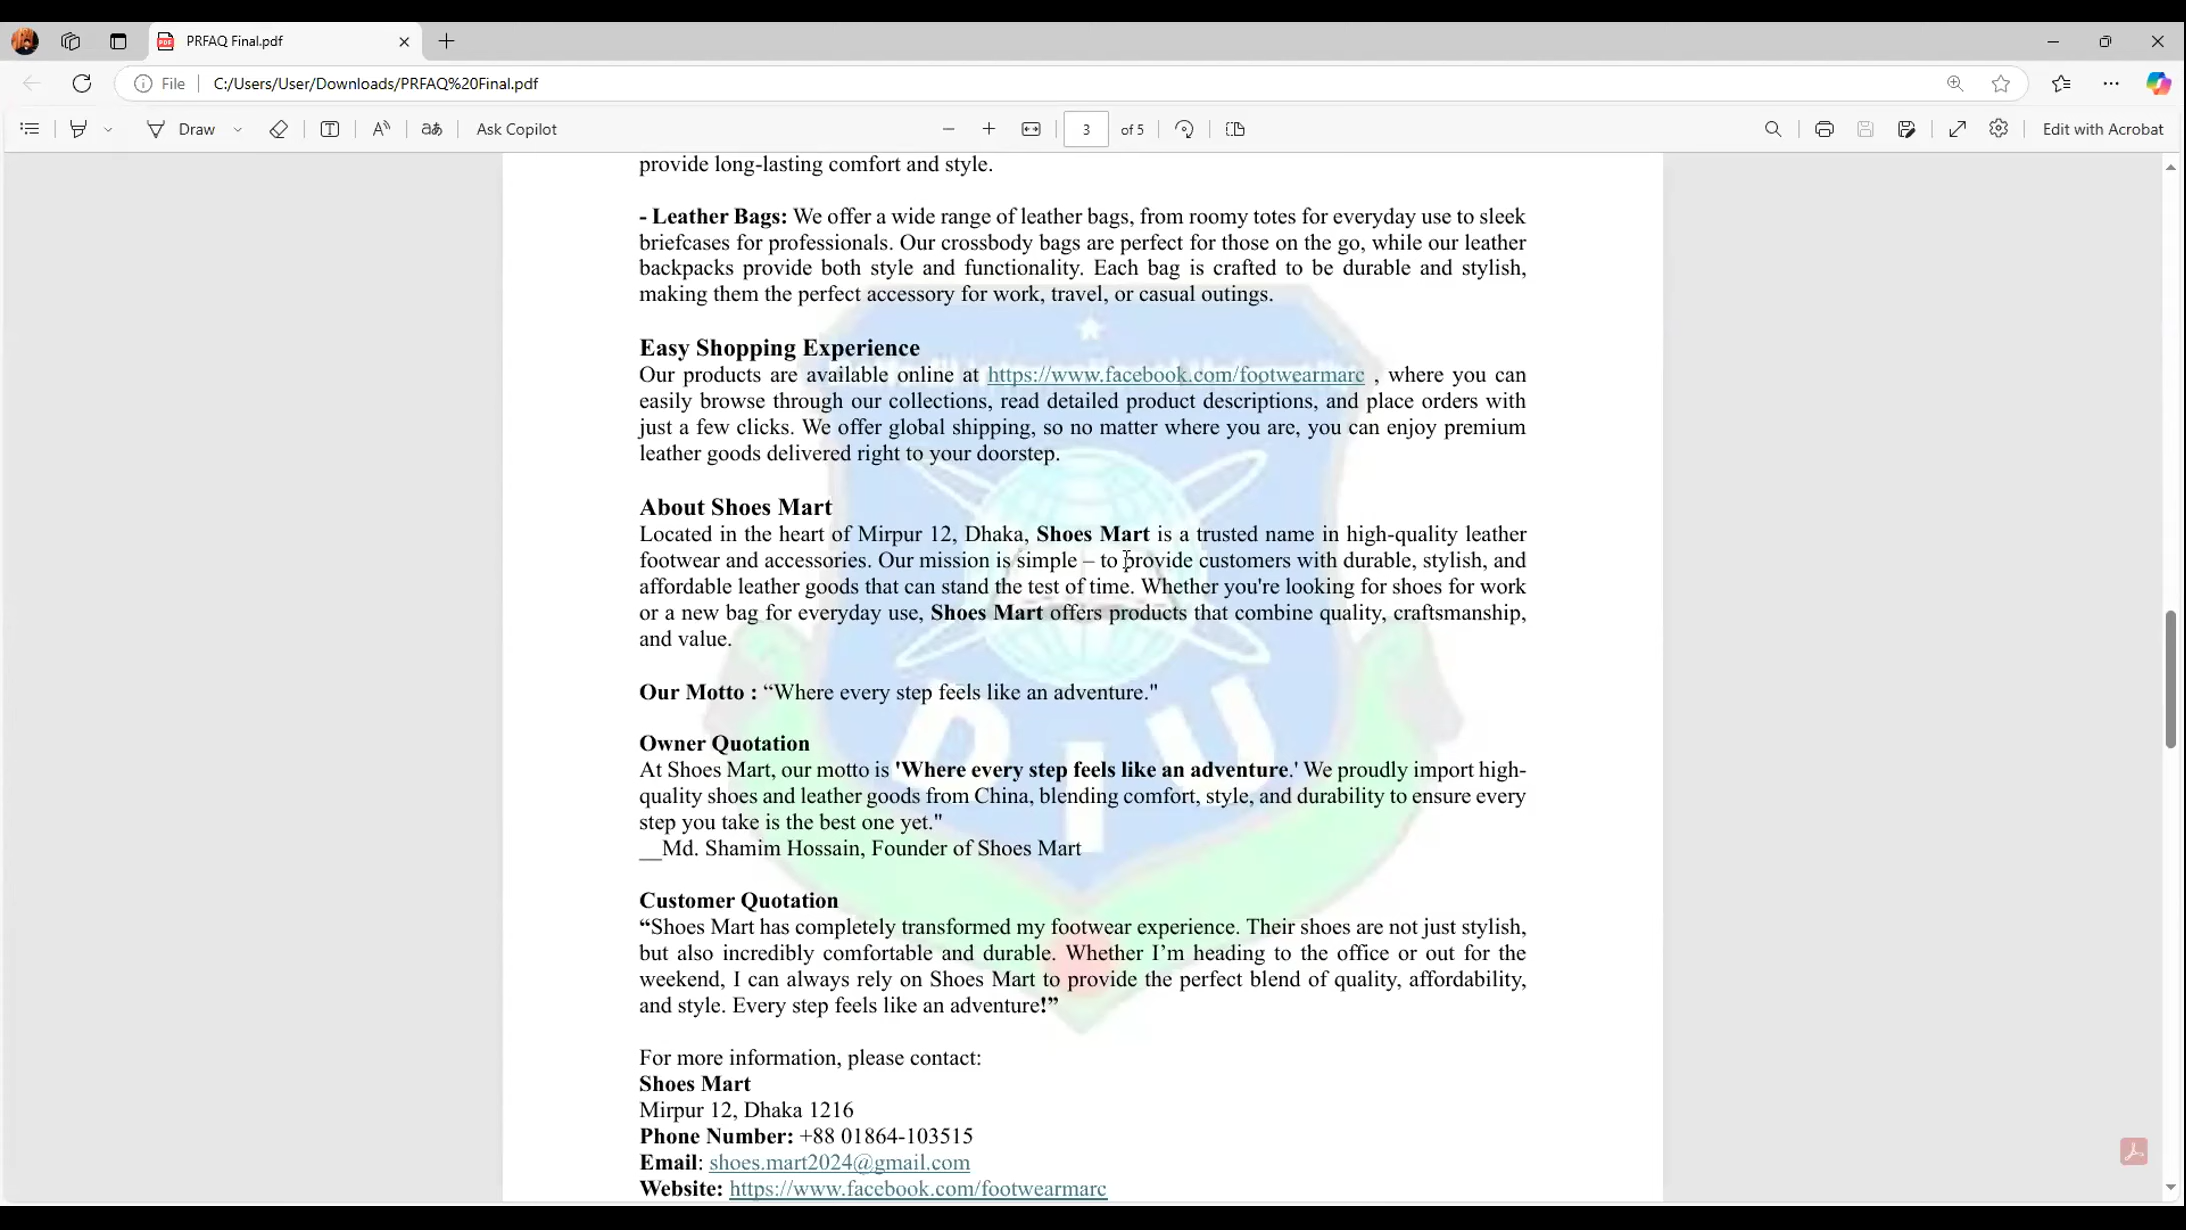 PRFAQ Final.pdf
File
C:/Users/User/Downloads/PRFAQ%20Final.pdf
Draw
Ask Copilot
3 of 5
Edit with Acrobat
provide long-lasting comfort and style.
- Leather Bags: We offer a wide range of leather bags, from roomy totes for everyday use to sleek
briefcases for professionals. Our crossbody bags are perfect for those on the go, while our leather
backpacks provide both style and functionality. Each bag is crafted to be durable and stylish,
making them the perfect accessory for work, travel, or casual outings.
Easy Shopping Experience
Our products are available online at https://www.facebook.com/footwearmarc , where you can
easily browse through our collections, read detailed product descriptions, and place orders with
just a few clicks. We offer global shipping, so no matter where you are, you can enjoy premium
leather goods delivered right to your doorstep.
About Shoes Mart
Located in the heart of Mirpur 12, Dhaka, Shoes Mart is a trusted name in high-quality leather
footwear and accessories. Our mission is simple – to provide customers with durable, stylish, and
affordable leather goods that can stand the test of time. Whether you're looking for shoes for work
or a new bag for everyday use, Shoes Mart offers products that combine quality, craftsmanship,
and value.
Our Motto : “Where every step feels like an adventure."
Owner Quotation
At Shoes Mart, our motto is 'Where every step feels like an adventure.' We proudly import high-
quality shoes and leather goods from China, blending comfort, style, and durability to ensure every
step you take is the best one yet."
__Md. Shamim Hossain, Founder of Shoes Mart
Customer Quotation
“Shoes Mart has completely transformed my footwear experience. Their shoes are not just stylish,
but also incredibly comfortable and durable. Whether I’m heading to the office or out for the
weekend, I can always rely on Shoes Mart to provide the perfect blend of quality, affordability,
and style. Every step feels like an adventure!”
For more information, please contact:
Shoes Mart
Mirpur 12, Dhaka 1216
Phone Number: +88 01864-103515
Email: shoes.mart2024@gmail.com
Website: https://www.facebook.com/footwearmarc
DIU